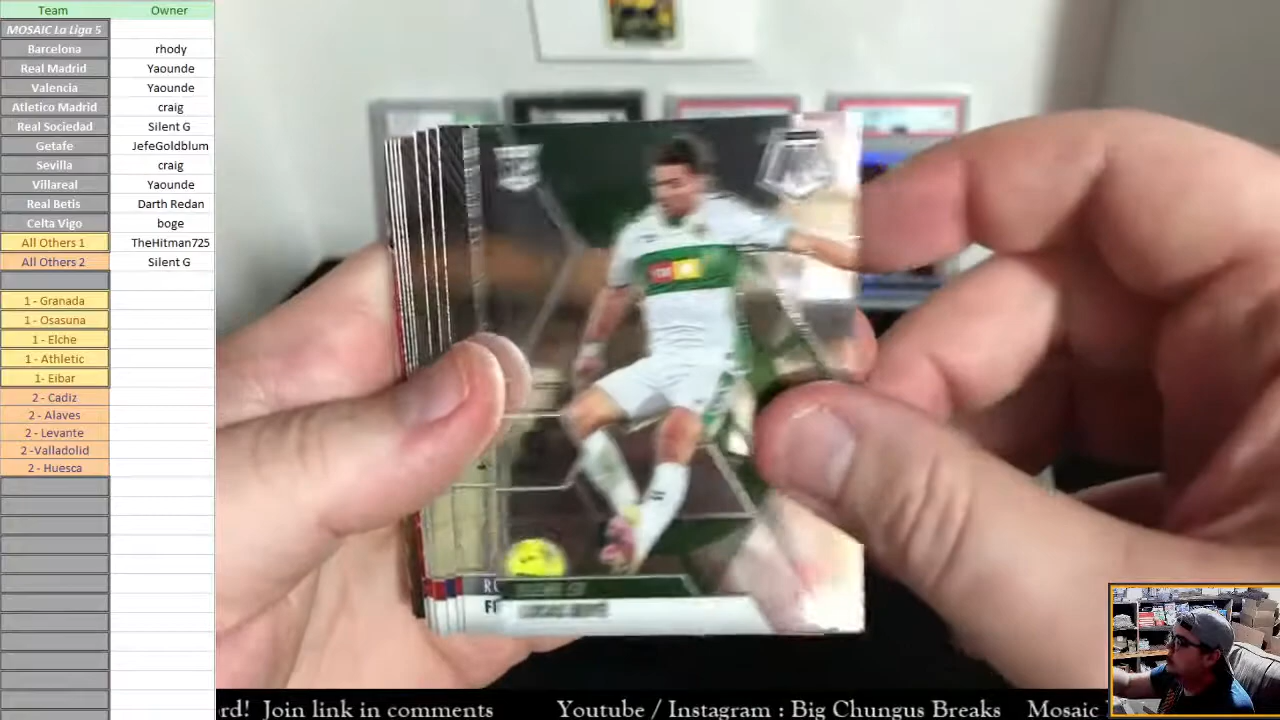 Team Owner
MOSAIC La Liga 5
Barcelona rhody
Real Madrid Yaounde
Valencia Yaounde
Atletico Madrid craig
Real Sociedad Silent G
Getafe JefeGoldblum
Sevilla craig
Villareal Yaounde
Real Betis Darth Redan
Celta Vigo boge
All Others 1 TheHitman725
All Others 2 Silent G
1 - Granada
1 - Osasuna
1 - Elche
1 - Athletic
1- Eibar
2 - Cadiz
2 - Alaves
2 - Levante
2 -Valladolid
2 - Huesca
rd! Join link in comments Youtube / Instagram : Big Chungus Breaks Mosaic